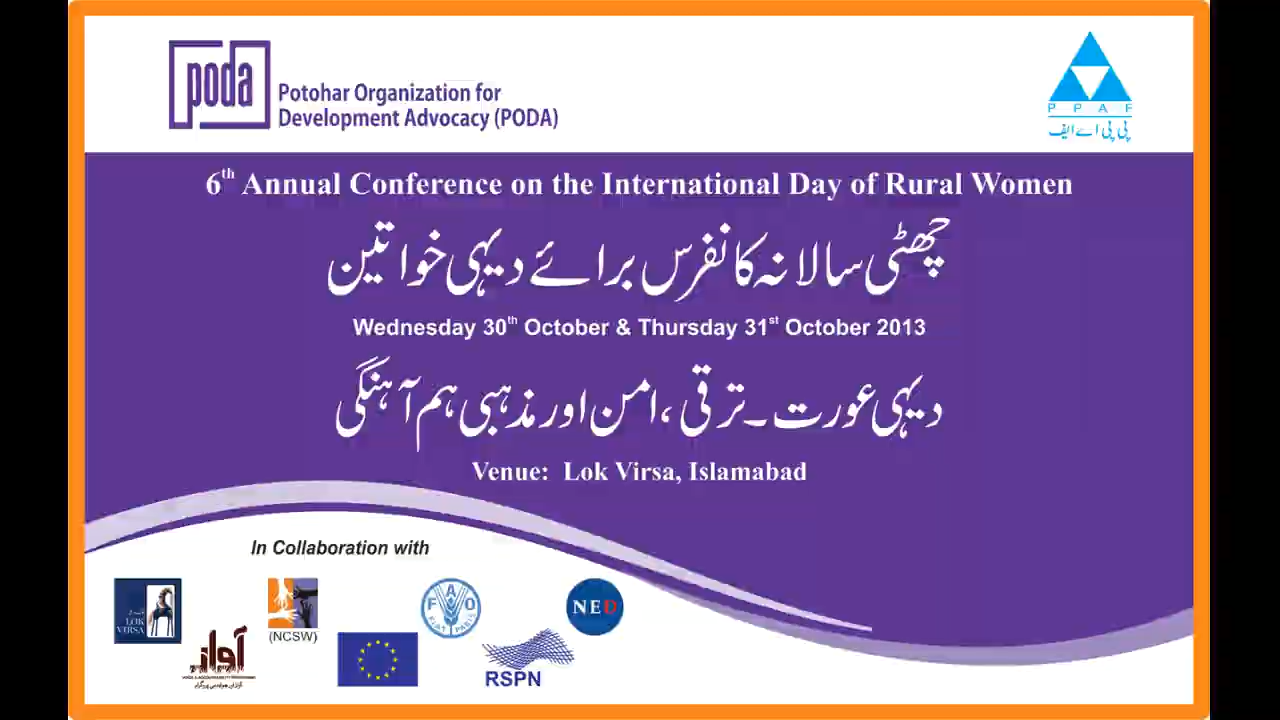 poda
Potohar Organization for
Development Advocacy (PODA)
P P A F
پی پی اے ایف
6th Annual Conference on the International Day of Rural Women
چھٹی سالانہ کانفرس برائے دیہی خواتین
Wednesday 30th October & Thursday 31st October 2013
دیہی عورت ۔ ترقی ، امن اور مذہبی ہم آہنگی
Venue: Lok Virsa, Islamabad
In Collaboration with
LOK
VIRSA
(NCSW)
آواز
F A O
FIAT PANIS
NED
RSPN